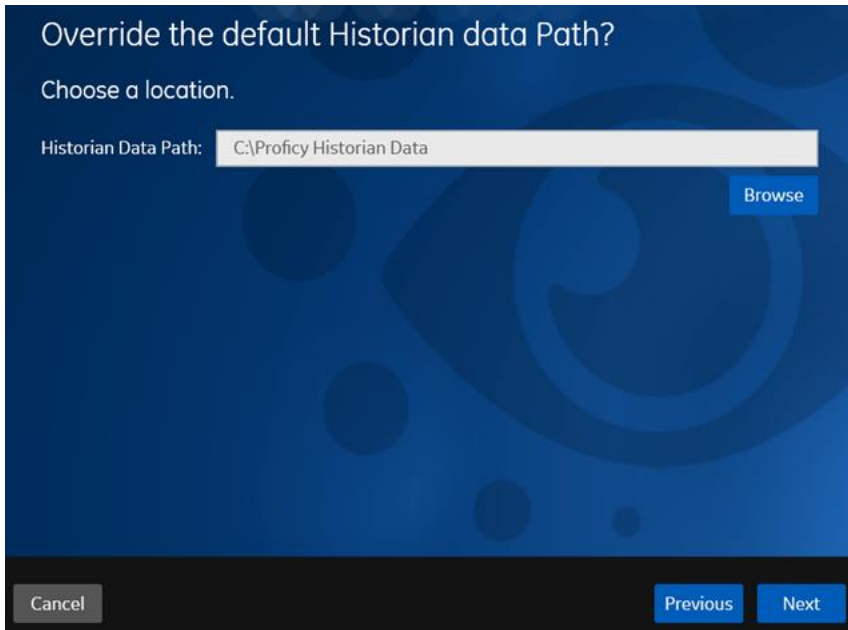 Override the default Historian data Path?
Choose a location.
Historian Data Path: C:\Proficy Historian Data
Browse
Cancel Previous Next